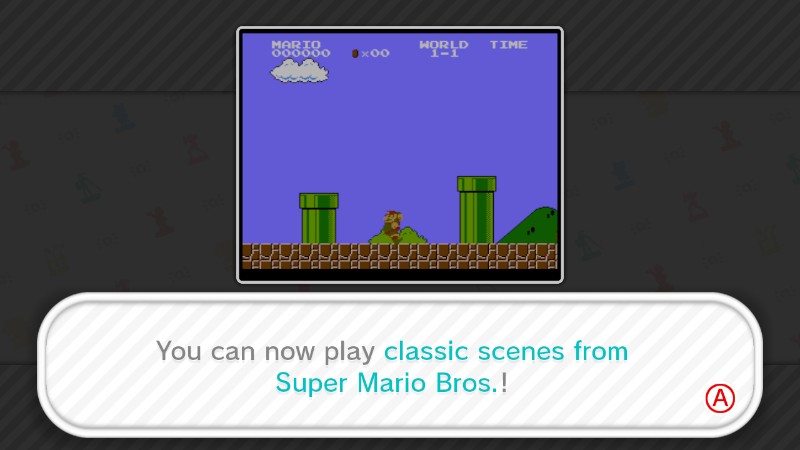 MARIO WORLD TIME
000000 ×00 1-1
You can now play classic scenes from
Super Mario Bros.!
A